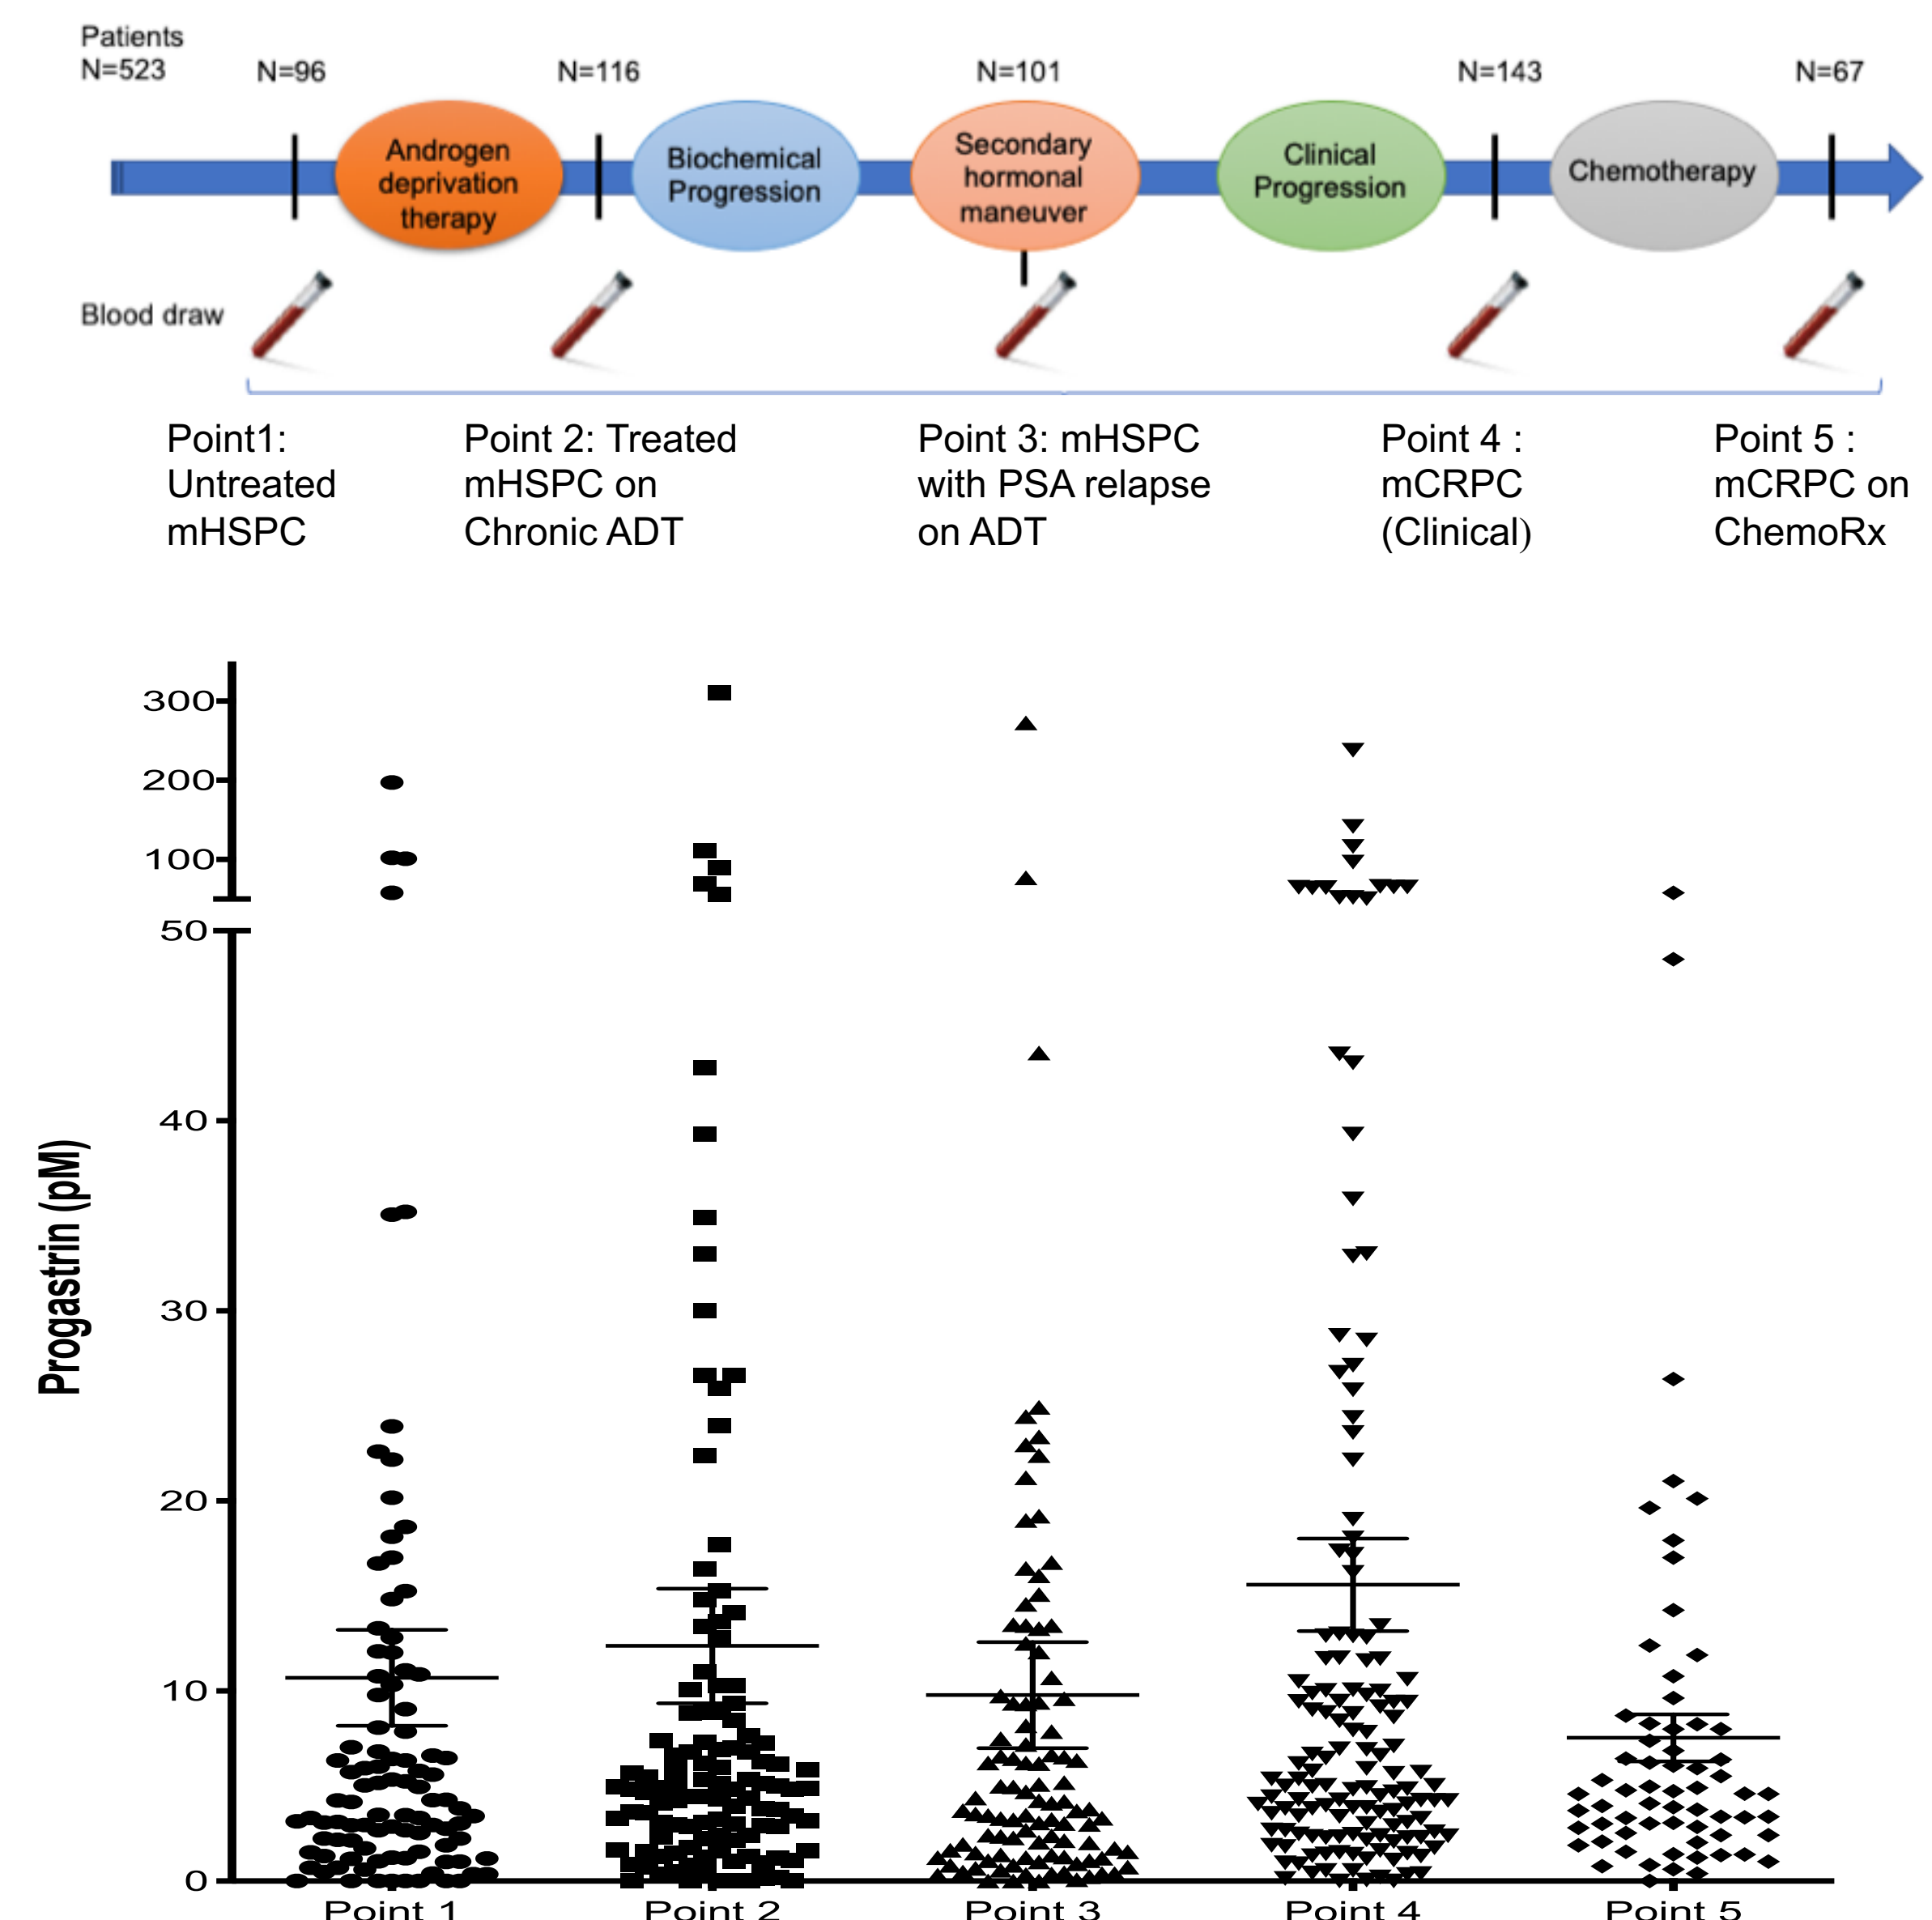 Patients
N=523
N=96
N=116
N=101
N=143
N=67
Androgen
deprivation
therapy
Biochemical
Progression
Secondary
hormonal
maneuver
Clinical
Progression
Chemotherapy
Blood draw
Point1:
Untreated
mHSPC
Point 2: Treated
mHSPC on
Chronic ADT
Point 3: mHSPC
with PSA relapse
on ADT
Point 4 :
mCRPC
(Clinical)
Point 5 :
mCRPC on
ChemoRx
300
200
100
50
40
30
20
10
0
Progastrin (pM)
Point 1
Point 2
Point 3
Point 4
Point 5